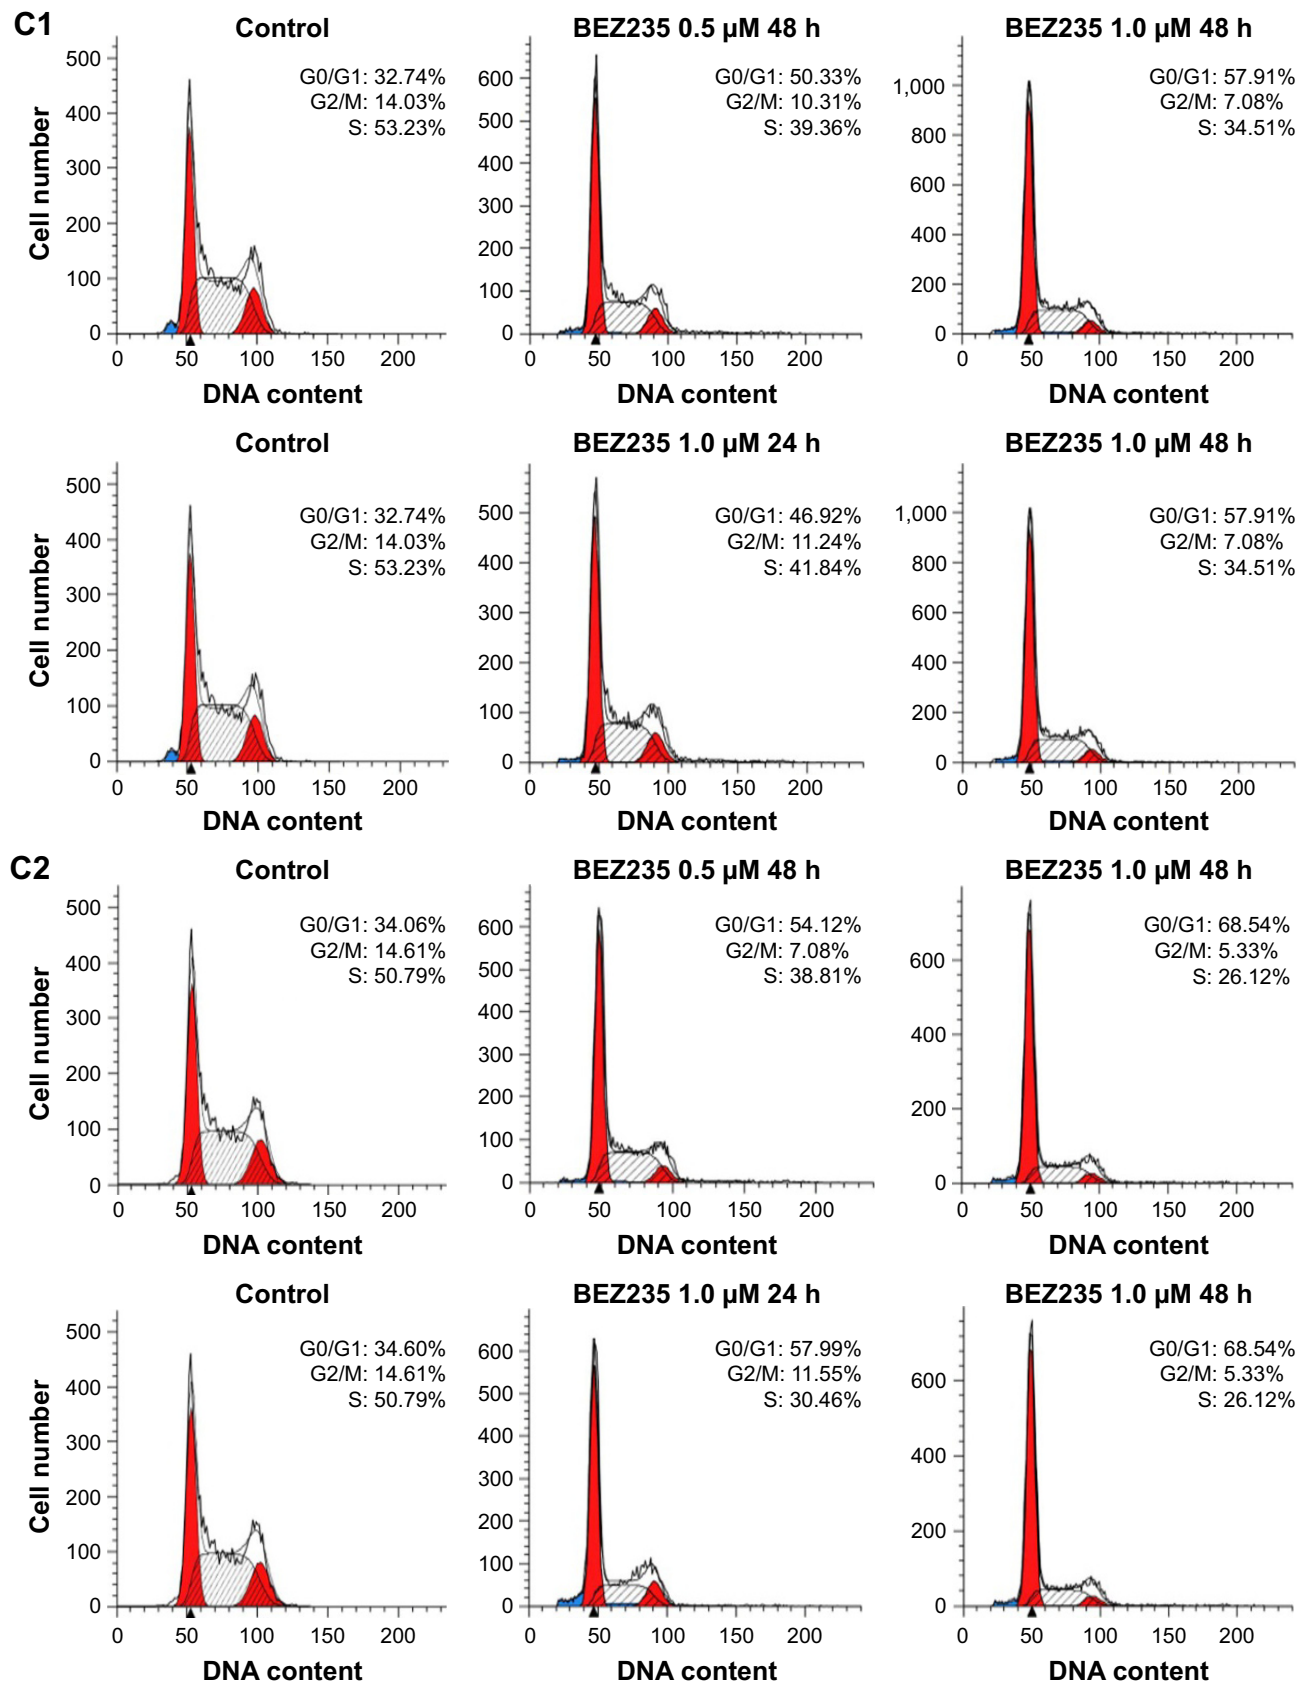 C1
Control
BEZ235 0.5 µM 48 h
BEZ235 1.0 µM 48 h
Cell number
500
400
300
200
100
0
G0/G1: 32.74%
G2/M: 14.03%
S: 53.23%
0 50 100 150 200
DNA content
600
500
400
300
200
100
0
G0/G1: 50.33%
G2/M: 10.31%
S: 39.36%
0 50 100 150 200
DNA content
1,000
800
600
400
200
0
G0/G1: 57.91%
G2/M: 7.08%
S: 34.51%
0 50 100 150 200
DNA content
Control
BEZ235 1.0 µM 24 h
BEZ235 1.0 µM 48 h
Cell number
500
400
300
200
100
0
G0/G1: 32.74%
G2/M: 14.03%
S: 53.23%
0 50 100 150 200
DNA content
500
400
300
200
100
0
G0/G1: 46.92%
G2/M: 11.24%
S: 41.84%
0 50 100 150 200
DNA content
1,000
800
600
400
200
0
G0/G1: 57.91%
G2/M: 7.08%
S: 34.51%
0 50 100 150 200
DNA content
C2
Control
BEZ235 0.5 µM 48 h
BEZ235 1.0 µM 48 h
Cell number
500
400
300
200
100
0
G0/G1: 34.06%
G2/M: 14.61%
S: 50.79%
0 50 100 150 200
DNA content
600
500
400
300
200
100
0
G0/G1: 54.12%
G2/M: 7.08%
S: 38.81%
0 50 100 150 200
DNA content
600
400
200
0
G0/G1: 68.54%
G2/M: 5.33%
S: 26.12%
0 50 100 150 200
DNA content
Control
BEZ235 1.0 µM 24 h
BEZ235 1.0 µM 48 h
Cell number
500
400
300
200
100
0
G0/G1: 34.60%
G2/M: 14.61%
S: 50.79%
0 50 100 150 200
DNA content
600
500
400
300
200
100
0
G0/G1: 57.99%
G2/M: 11.55%
S: 30.46%
0 50 100 150 200
DNA content
600
400
200
0
G0/G1: 68.54%
G2/M: 5.33%
S: 26.12%
0 50 100 150 200
DNA content